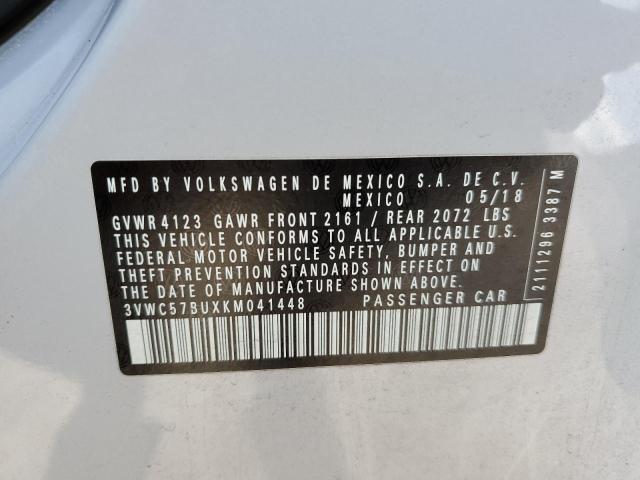 MFD BY VOLKSWAGEN DE MEXICO S.A. DE C.V.
MEXICO 05/18
GVWR 4123 GAWR FRONT 2161 / REAR 2072 LBS
THIS VEHICLE CONFORMS TO ALL APPLICABLE U.S.
FEDERAL MOTOR VEHICLE SAFETY, BUMPER AND
THEFT PREVENTION STANDARDS IN EFFECT ON
THE DATE OF MANUFACTURE SHOWN ABOVE.
3VWC57BUXKM041448 PASSENGER CAR
2111296 3387 M